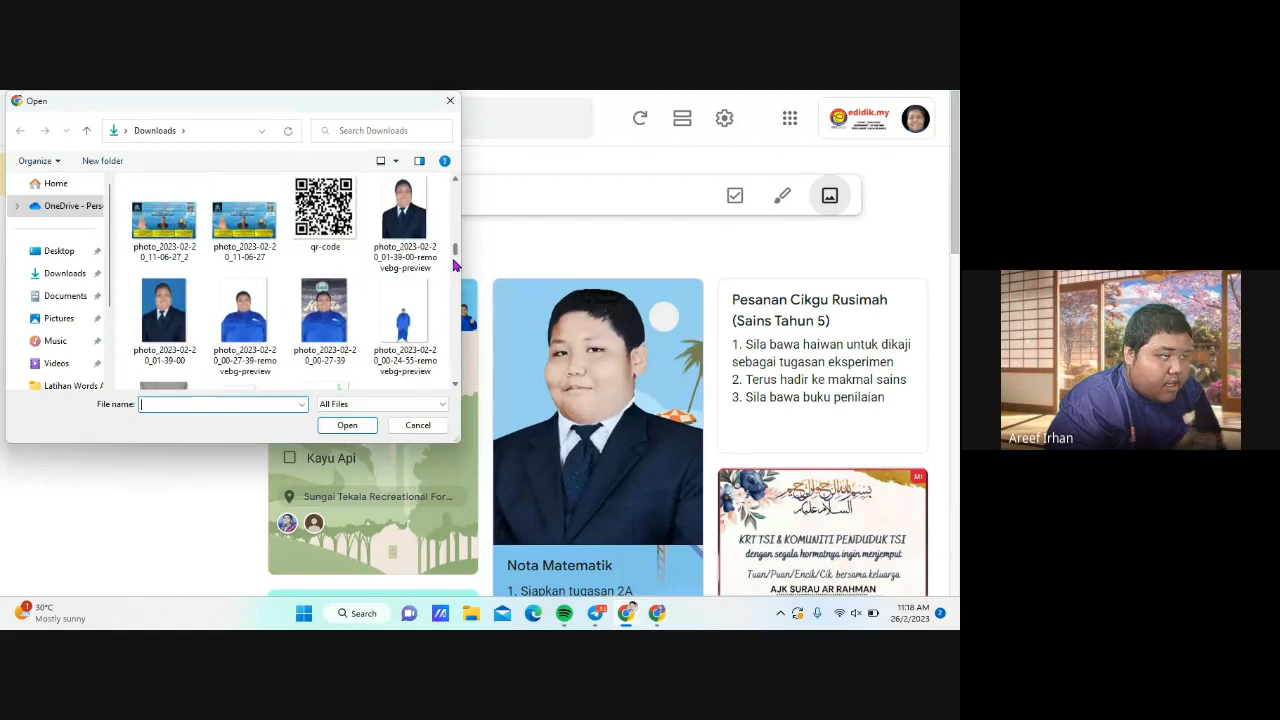 Open
Downloads
Search Downloads
Organize
New folder
Home
OneDrive - Pers
Desktop
Downloads
Documents
Pictures
Music
Videos
Latihan Words A
photo_2023-02-2
0_11-06-27_2
photo_2023-02-2
0_11-06-27
qr-code
photo_2023-02-2
0_01-39-00-remo
vebg-preview
photo_2023-02-2
0_01-39-00
photo_2023-02-2
0_00-27-39-remo
vebg-preview
photo_2023-02-2
0_00-27-39
photo_2023-02-2
0_00-24-55-remo
vebg-preview
File name:
All Files
Open
Cancel
edidik.my
Kayu Api
Sungai Tekala Recreational For...
Nota Matematik
1. Siapkan tugasan 2A
Pesanan Cikgu Rusimah
(Sains Tahun 5)
1. Sila bawa haiwan untuk dikaji
sebagai tugasan eksperimen
2. Terus hadir ke makmal sains
3. Sila bawa buku penilaian
MI
KRT TSI & KOMUNITI PENDUDUK TSI
dengan segala hormatnya ingin menjemput
Tuan/Puan/Encik/Cik. bersama keluarga
AJK SURAU AR RAHMAN
Areef Irhan
1
30°C
Mostly sunny
Search
11:18 AM
26/2/2023
2